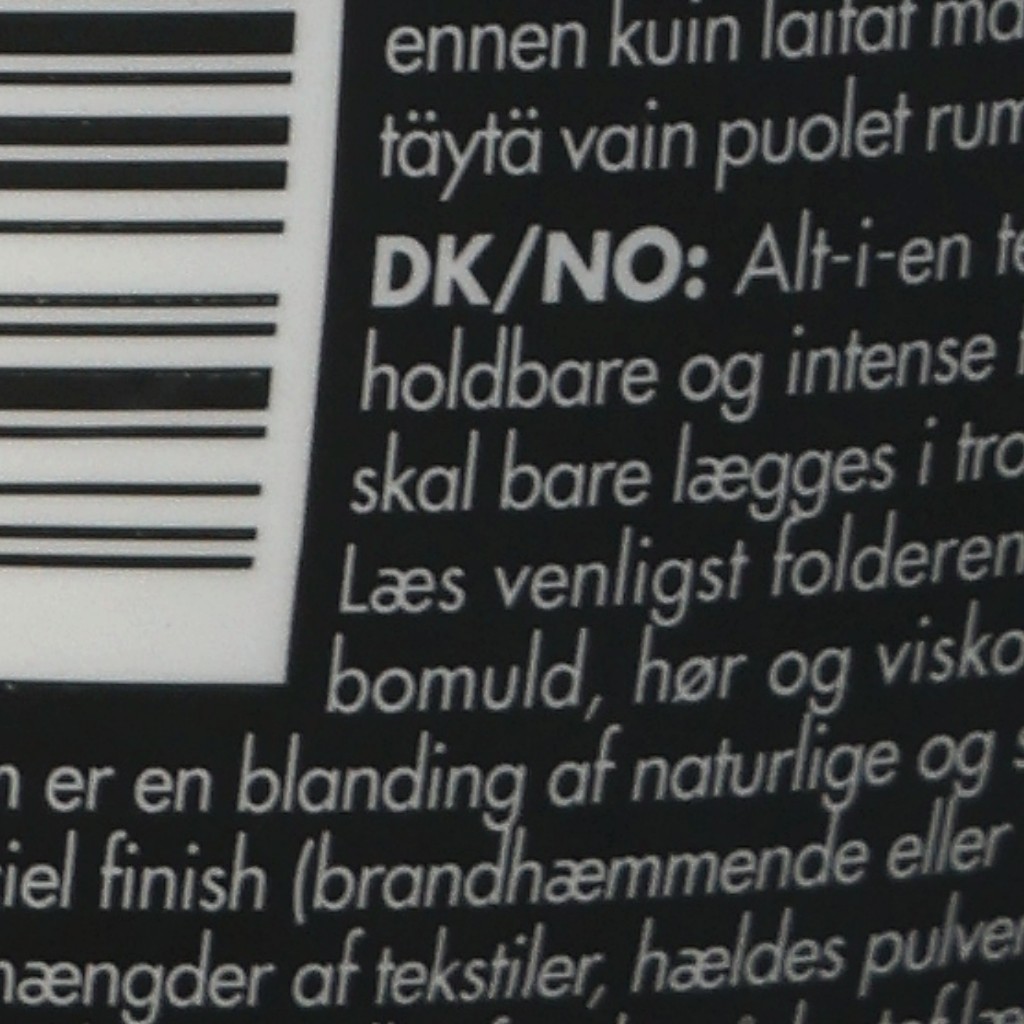 ennen kuin laitat
täytä vain puolet
DK/NO: Alt-i-en
holdbare og intense
skal bare lægges i
Læs venligst folderen
bomuld, hør og
er en blanding af naturlige og
finish (brandhæmmende eller
af tekstiler, hældes